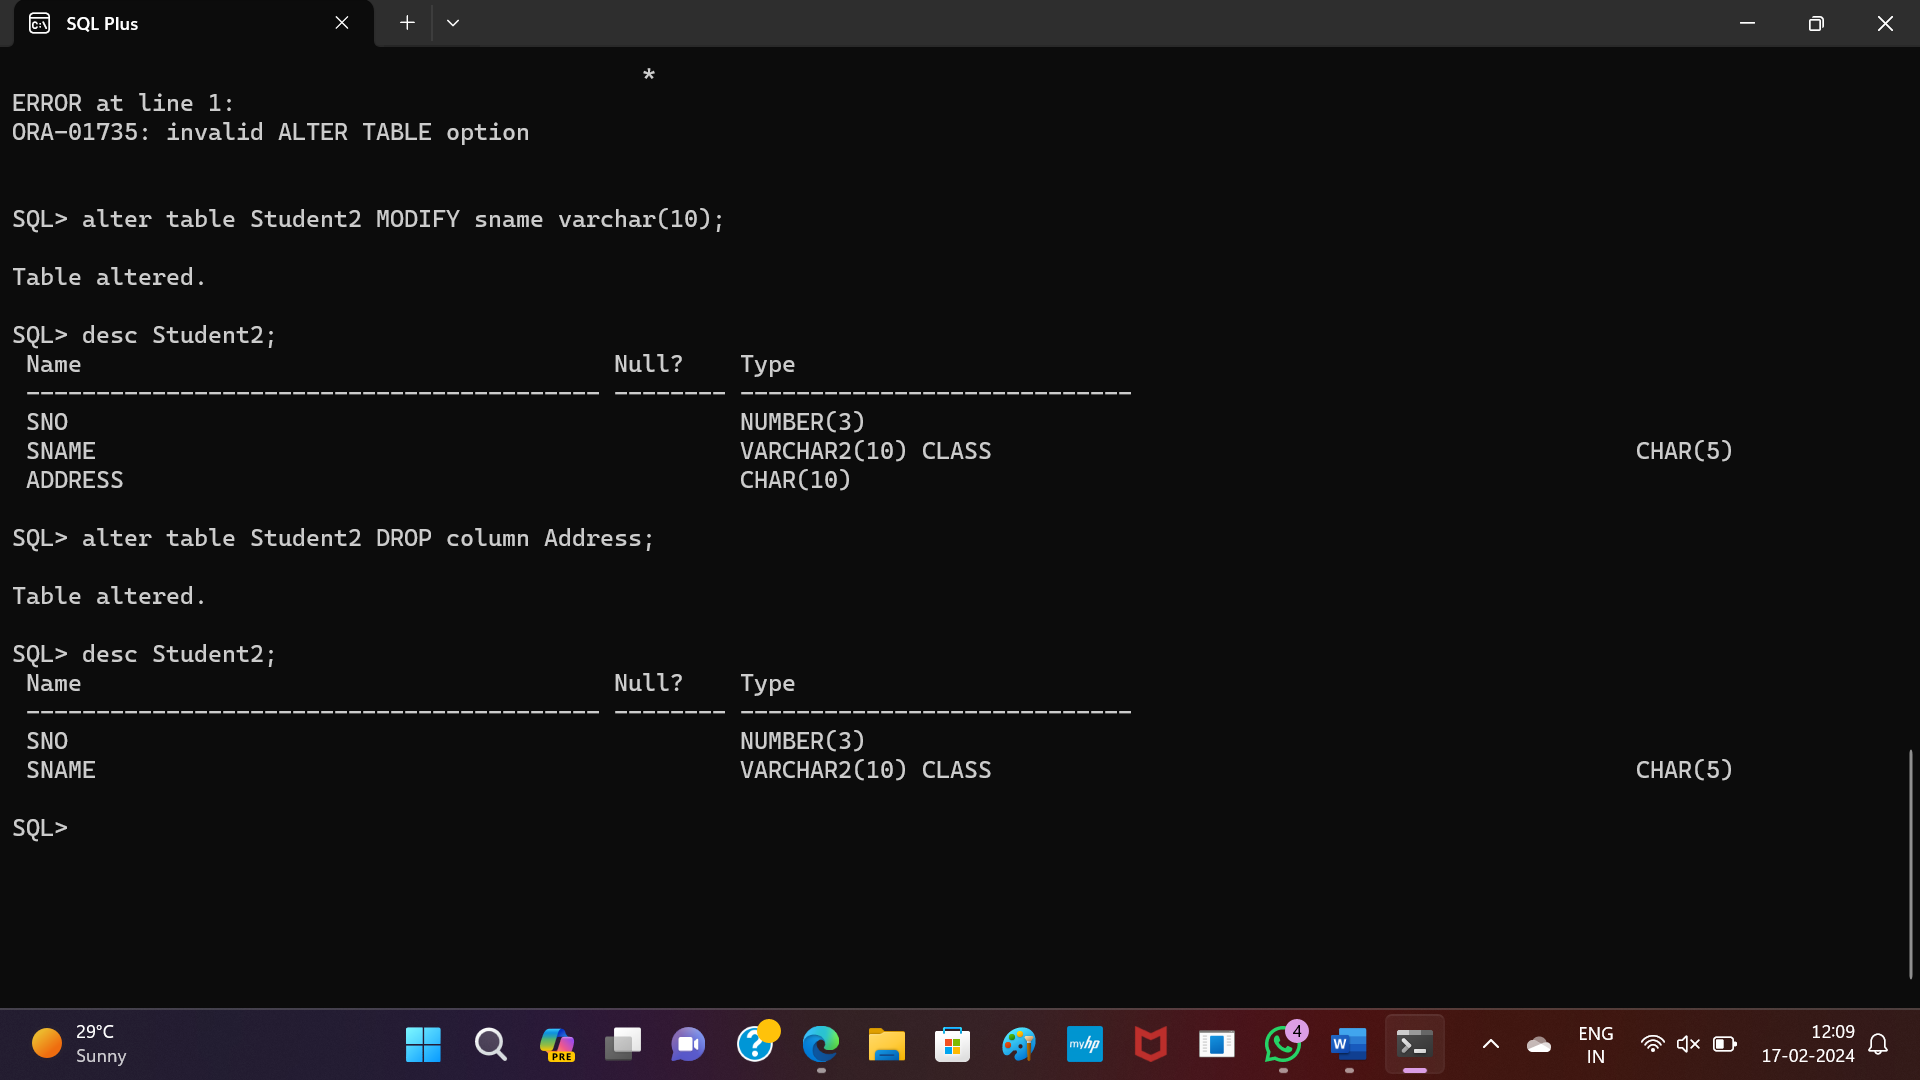 SQL Plus
*
ERROR at line 1:
ORA-01735: invalid ALTER TABLE option
SQL> alter table Student2 MODIFY sname varchar(10);
Table altered.
SQL> desc Student2;
Name Null? Type
----------------------------------------- -------- ----------------------------
SNO NUMBER(3)
SNAME VARCHAR2(10) CLASS CHAR(5)
ADDRESS CHAR(10)
SQL> alter table Student2 DROP column Address;
Table altered.
SQL> desc Student2;
Name Null? Type
----------------------------------------- -------- ----------------------------
SNO NUMBER(3)
SNAME VARCHAR2(10) CLASS CHAR(5)
SQL>
29°C
Sunny
PRE
myhp
4
W
ENG
IN
12:09
17-02-2024